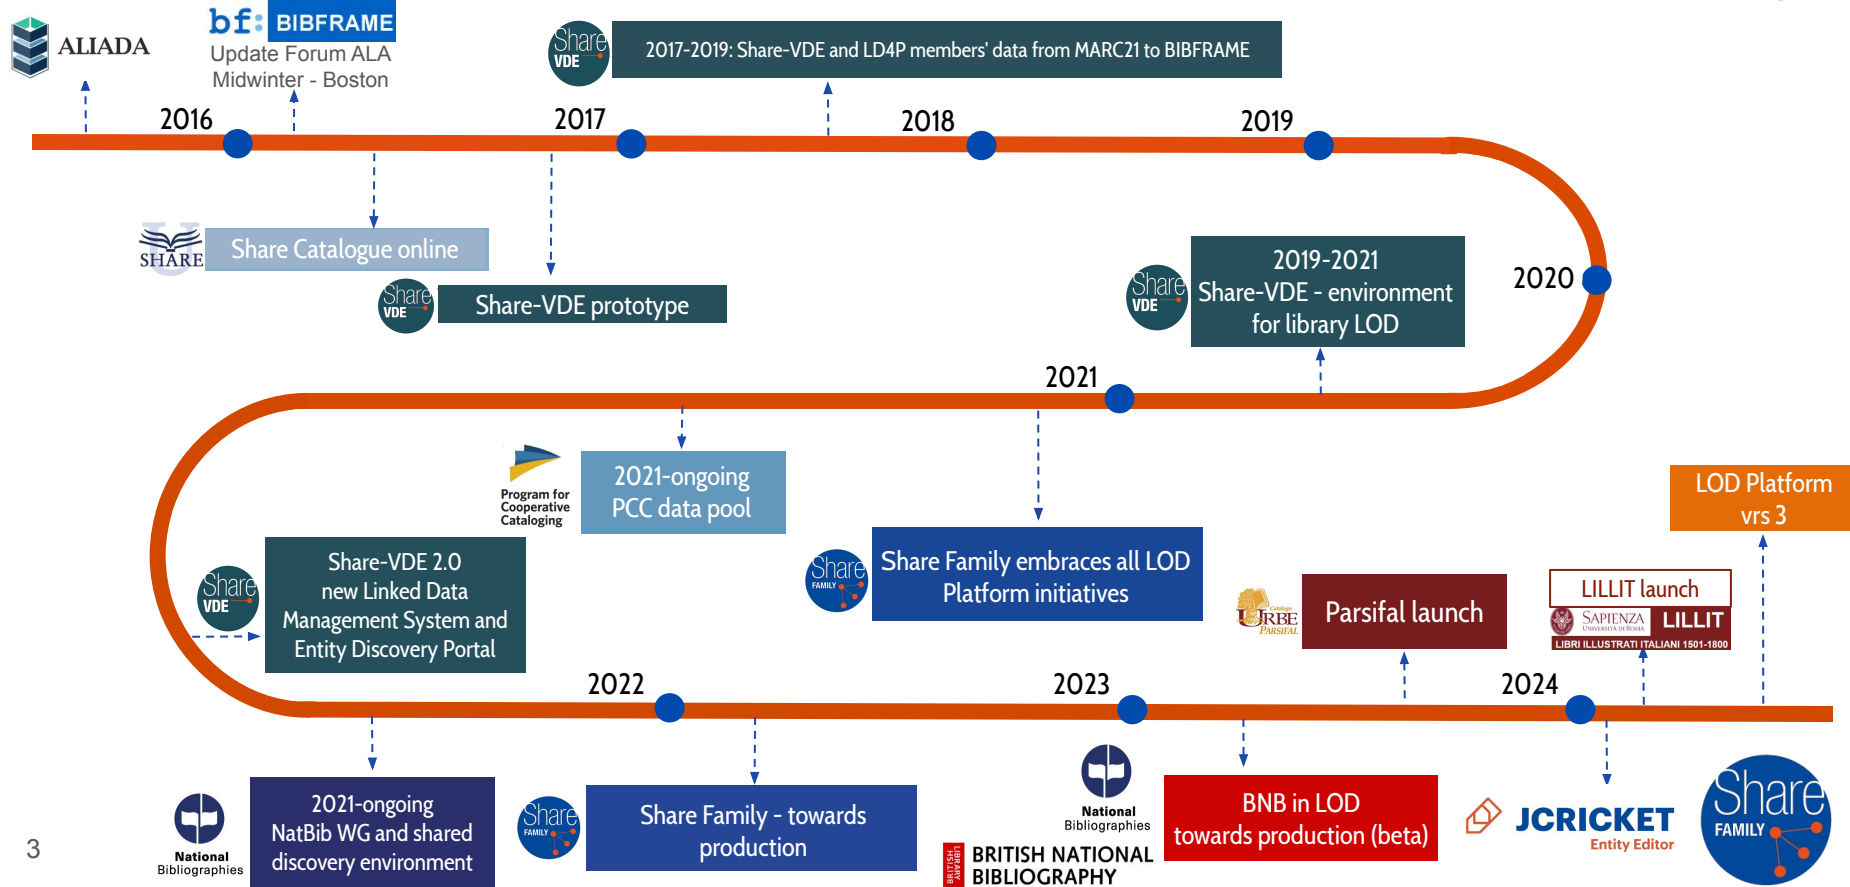 ALIADA
bf: BIBFRAME
Update Forum ALA
Midwinter - Boston
Share
VDE
2017-2019: Share-VDE and LD4P members' data from MARC21 to BIBFRAME
2016
2017
2018
2019
U
SHARE
Share Catalogue online
Share
VDE
Share-VDE prototype
Share
VDE
2019-2021
Share-VDE - environment
for library LOD
2020
2021
Program for
Cooperative
Cataloging
2021-ongoing
PCC data pool
Share
FAMILY
Share Family embraces all LOD
Platform initiatives
LOD Platform
vrs 3
Share
VDE
Share-VDE 2.0
new Linked Data
Management System and
Entity Discovery Portal
Catalogo
URBE
PARSIFAL
Parsifal launch
LILLIT launch
SAPIENZA
UNIVERSITÀ DI ROMA
LILLIT
LIBRI ILLUSTRATI ITALIANI 1501-1800
2022
2023
2024
National
Bibliographies
2021-ongoing
NatBib WG and shared
discovery environment
Share
FAMILY
Share Family - towards
production
National
Bibliographies
BRITISH
LIBRARY
BRITISH NATIONAL
BIBLIOGRAPHY
BNB in LOD
towards production (beta)
JCRICKET
Entity Editor
Share
FAMILY
3